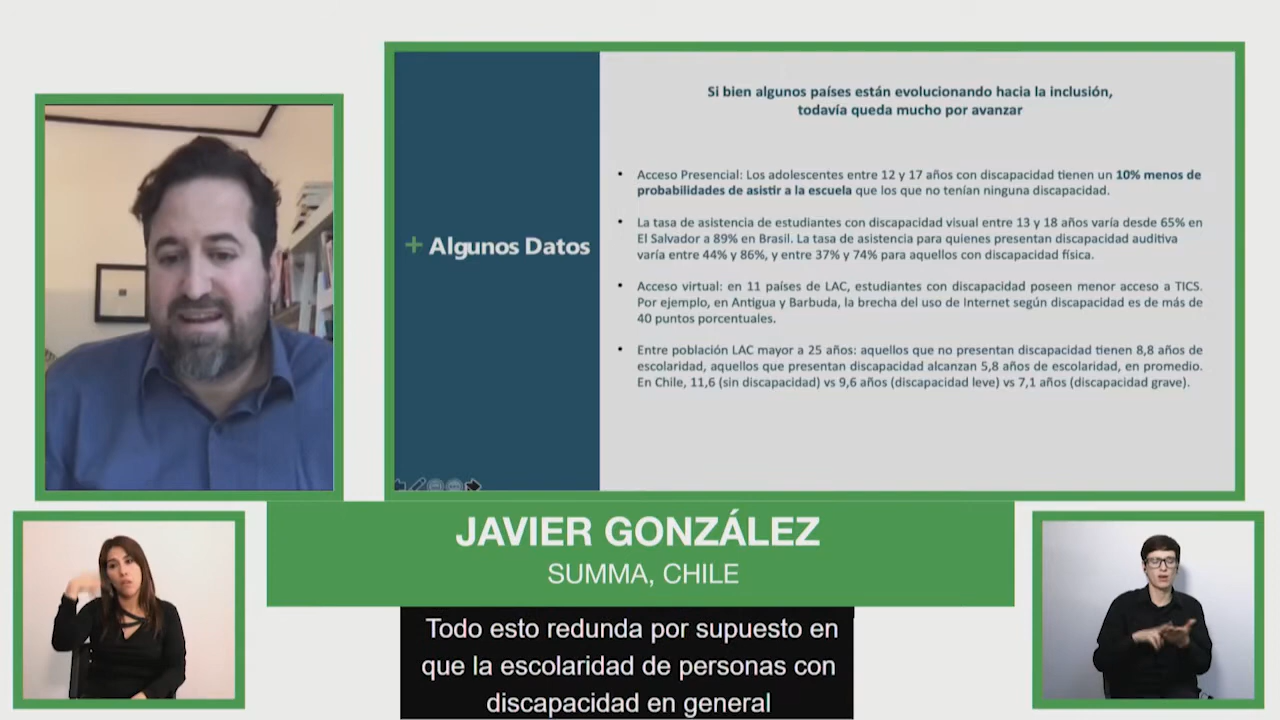 Si bien algunos países están evolucionando hacia la inclusión,
todavía queda mucho por avanzar
+ Algunos Datos
• Acceso Presencial: Los adolescentes entre 12 y 17 años con discapacidad tienen un 10% menos de
probabilidades de asistir a la escuela que los que no tenían ninguna discapacidad.
• La tasa de asistencia de estudiantes con discapacidad visual entre 13 y 18 años varía desde 65% en
El Salvador a 89% en Brasil. La tasa de asistencia para quienes presentan discapacidad auditiva
varía entre 44% y 86%, y entre 37% y 74% para aquellos con discapacidad física.
• Acceso virtual: en 11 países de LAC, estudiantes con discapacidad poseen menor acceso a TICS.
Por ejemplo, en Antigua y Barbuda, la brecha del uso de Internet según discapacidad es de más de
40 puntos porcentuales.
• Entre población LAC mayor a 25 años: aquellos que no presentan discapacidad tienen 8,8 años de
escolaridad, aquellos que presentan discapacidad alcanzan 5,8 años de escolaridad, en promedio.
En Chile, 11,6 (sin discapacidad) vs 9,6 años (discapacidad leve) vs 7,1 años (discapacidad grave).
JAVIER GONZÁLEZ
SUMMA, CHILE
Todo esto redunda por supuesto en
que la escolaridad de personas con
discapacidad en general